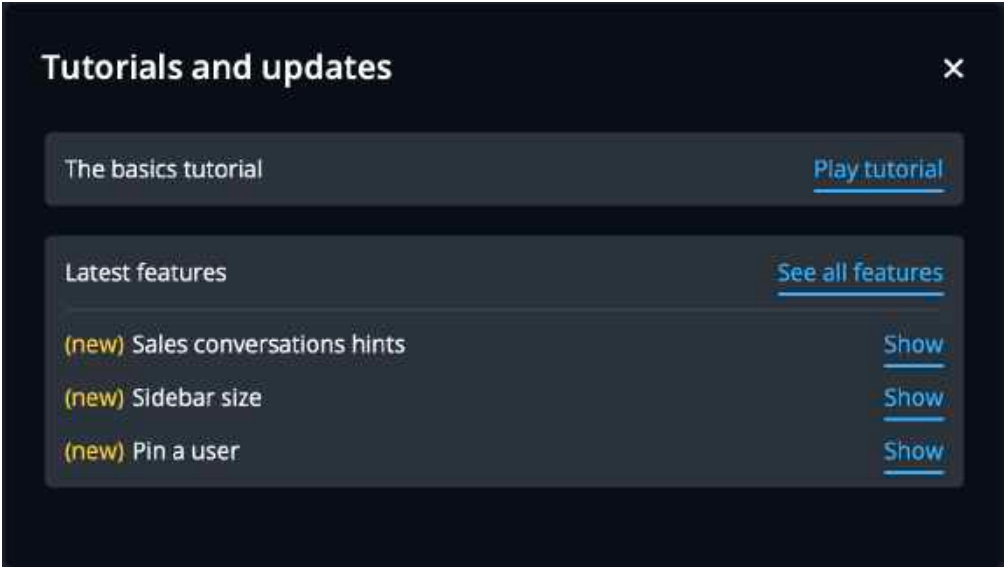 Tutorials and updates
The basics tutorial Play tutorial
Latest features See all features
(new) Sales conversations hints Show
(new) Sidebar size Show
(new) Pin a user Show